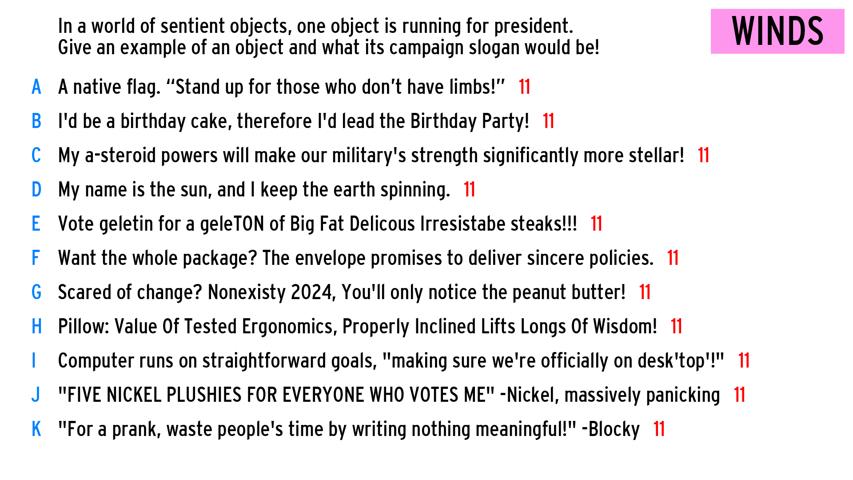 In a world of sentient objects, one object is running for president.
Give an example of an object and what its campaign slogan would be!
WINDS
A A native flag. “Stand up for those who don’t have limbs!” 11
B I'd be a birthday cake, therefore I'd lead the Birthday Party! 11
C My a-steroid powers will make our military's strength significantly more stellar! 11
D My name is the sun, and I keep the earth spinning. 11
E Vote geletin for a geleTON of Big Fat Delicous Irresistabe steaks!!! 11
F Want the whole package? The envelope promises to deliver sincere policies. 11
G Scared of change? Nonexisty 2024, You'll only notice the peanut butter! 11
H Pillow: Value Of Tested Ergonomics, Properly Inclined Lifts Longs Of Wisdom! 11
I Computer runs on straightforward goals, "making sure we're officially on desk'top'!" 11
J "FIVE NICKEL PLUSHIES FOR EVERYONE WHO VOTES ME" -Nickel, massively panicking 11
K "For a prank, waste people's time by writing nothing meaningful!" -Blocky 11